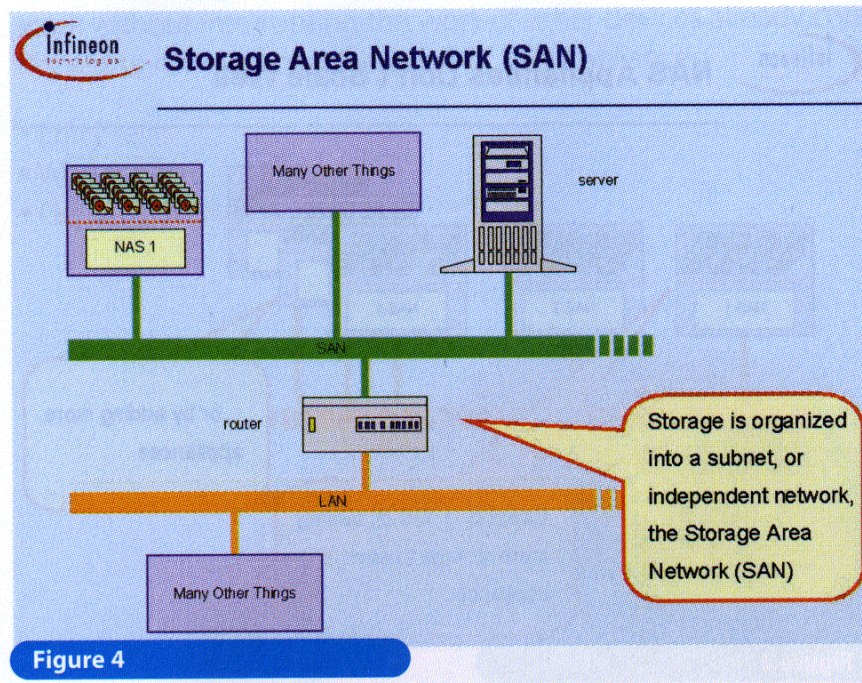 Infineon
technologies
Storage Area Network (SAN)
Many Other Things
server
NAS 1
SAN
router
Storage is organized
into a subnet, or
independent network,
the Storage Area
Network (SAN)
LAN
Many Other Things
Figure 4